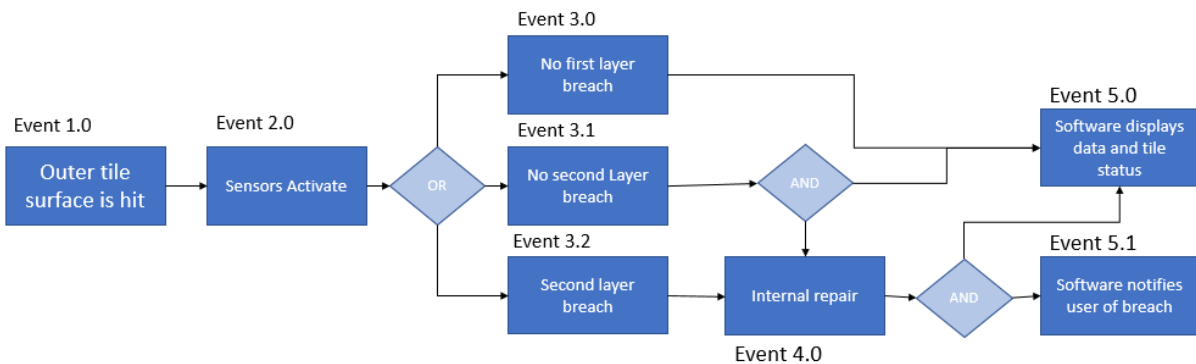 Event 1.0
Outer tile
surface is hit
Event 2.0
Sensors Activate
OR
Event 3.0
No first layer
breach
Event 3.1
No second Layer
breach
Event 3.2
Second layer
breach
AND
Internal repair
Event 4.0
AND
Event 5.0
Software displays
data and tile
status
Event 5.1
Software notifies
user of breach